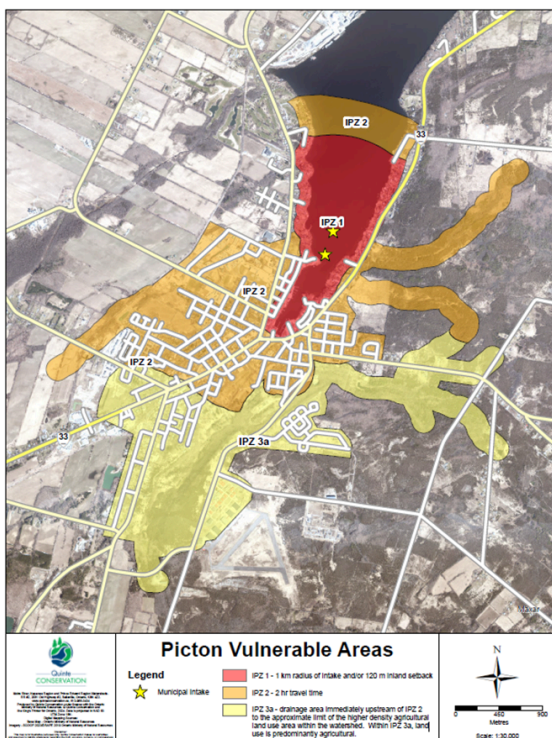 IPZ 2
33
IPZ 1
IPZ 2
IPZ 2
33
IPZ 3a
Quinte
CONSERVATION
Picton Vulnerable Areas
Legend
Municipal Intake
IPZ 1 - 1 km radius of intake and/or 120 m inland setback
IPZ 2 - 2 hr travel time
IPZ 3a - drainage area immediately upstream of IPZ 2
to the approximate limit of the higher density agricultural
land use area within the watershed. Within IPZ 3a, land
use is predominantly agricultural.
N
0 460 900
Metres
Scale: 1:30,000